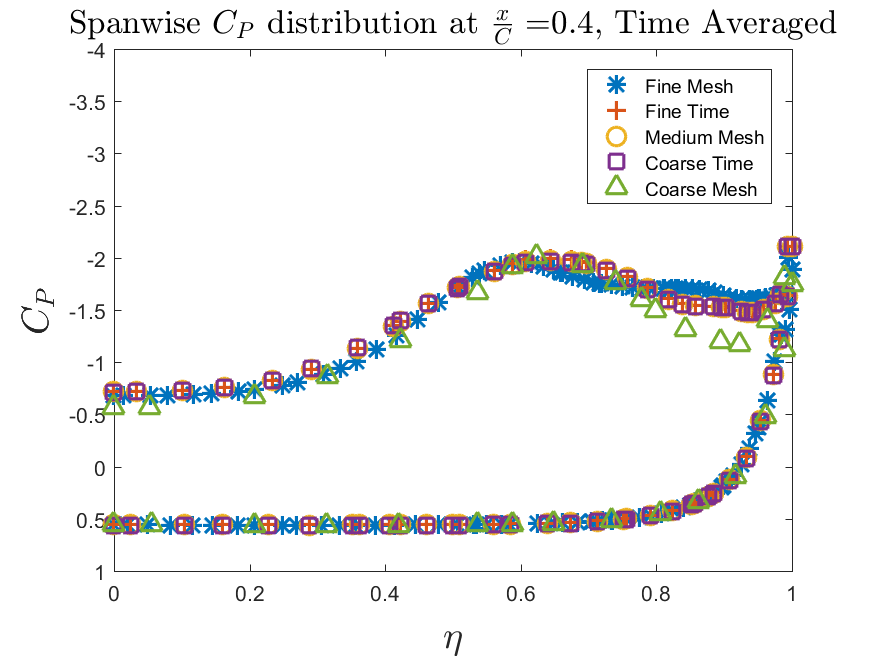 Spanwise C_P distribution at x/C =0.4, Time Averaged
-4
-3.5
-3
-2.5
-2
-1.5
-1
-0.5
0
0.5
1
C_P
Fine Mesh
Fine Time
Medium Mesh
Coarse Time
Coarse Mesh
0 0.2 0.4 0.6 0.8 1
η